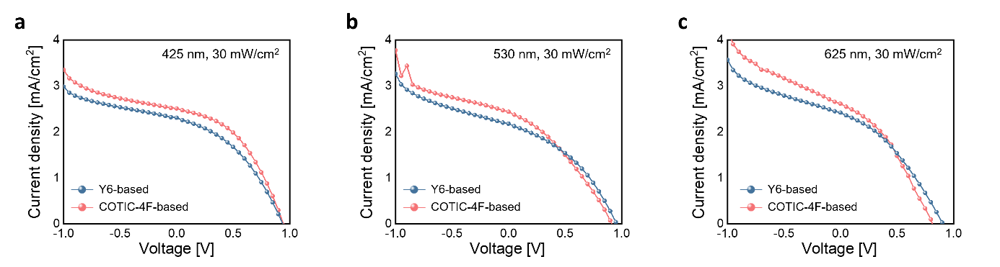 a
425 nm, 30 mW/cm²
Current density [mA/cm²]
4
3
2
1
0
Y6-based
COTIC-4F-based
-1.0 -0.5 0.0 0.5 1.0
Voltage [V]
b
530 nm, 30 mW/cm²
Current density [mA/cm²]
4
3
2
1
0
Y6-based
COTIC-4F-based
-1.0 -0.5 0.0 0.5 1.0
Voltage [V]
c
625 nm, 30 mW/cm²
Current density [mA/cm²]
4
3
2
1
0
Y6-based
COTIC-4F-based
-1.0 -0.5 0.0 0.5 1.0
Voltage [V]